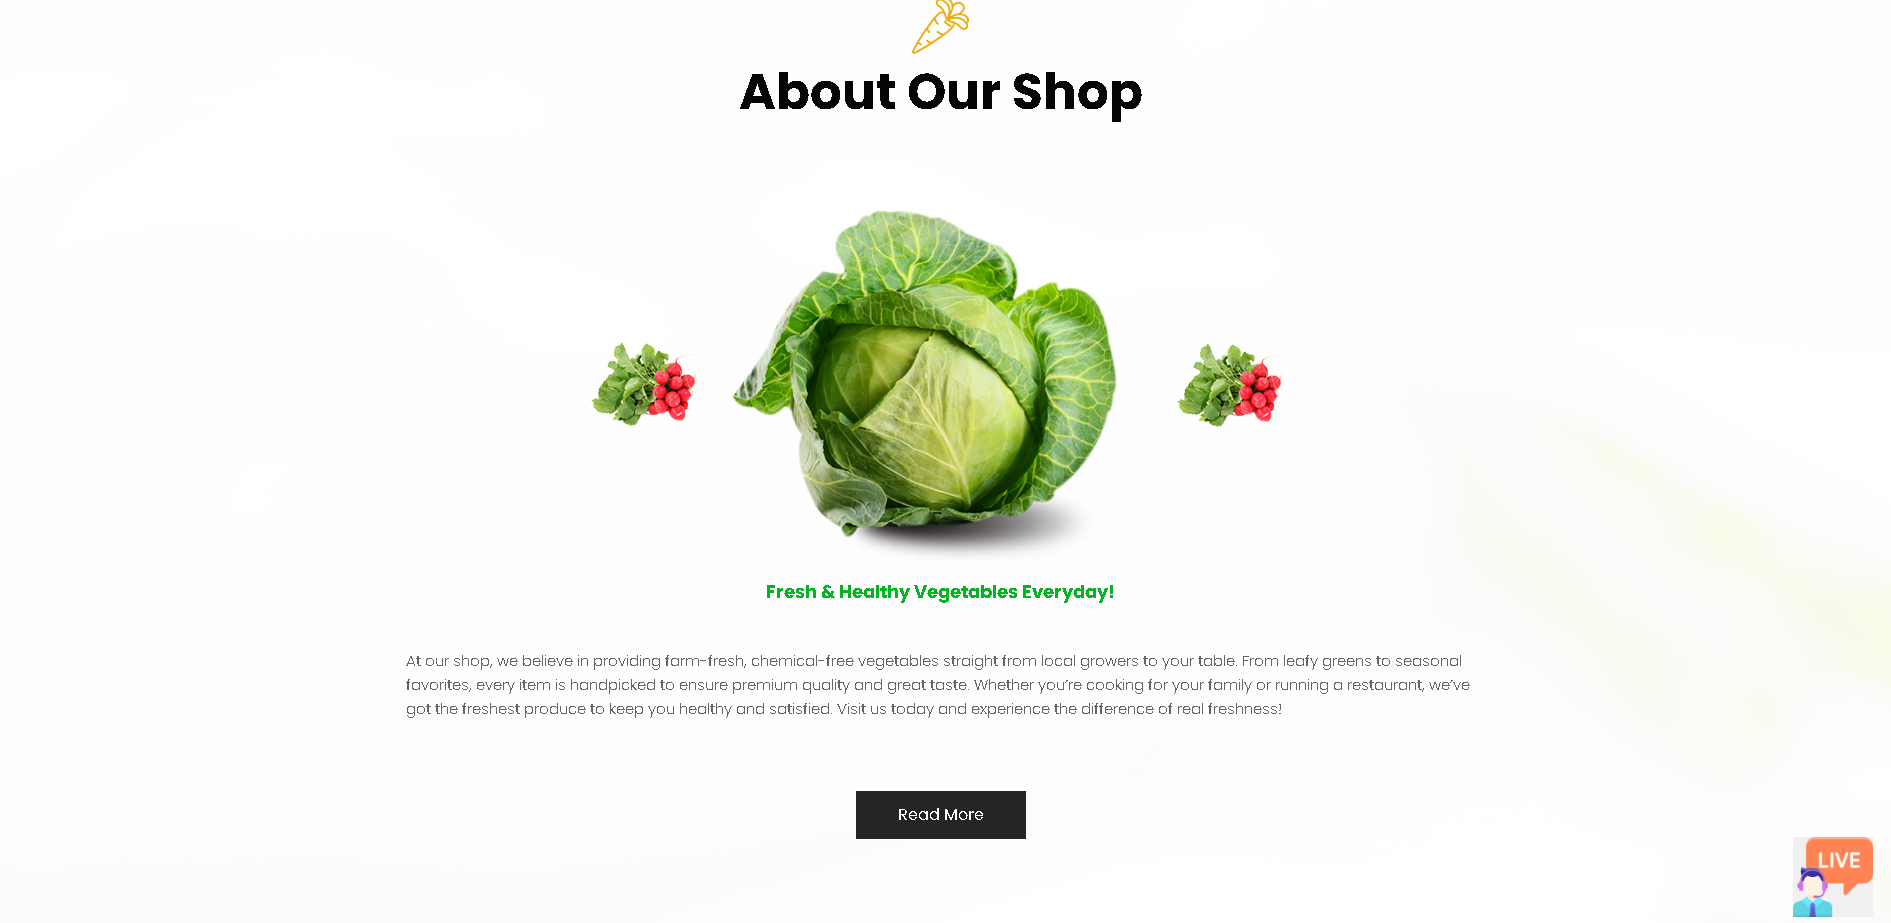 About Our Shop
Fresh & Healthy Vegetables Everyday!
At our shop, we believe in providing farm-fresh, chemical-free vegetables straight from local growers to your table. From leafy greens to seasonal
favorites, every item is handpicked to ensure premium quality and great taste. Whether you’re cooking for your family or running a restaurant, we’ve
got the freshest produce to keep you healthy and satisfied. Visit us today and experience the difference of real freshness!
Read More
LIVE